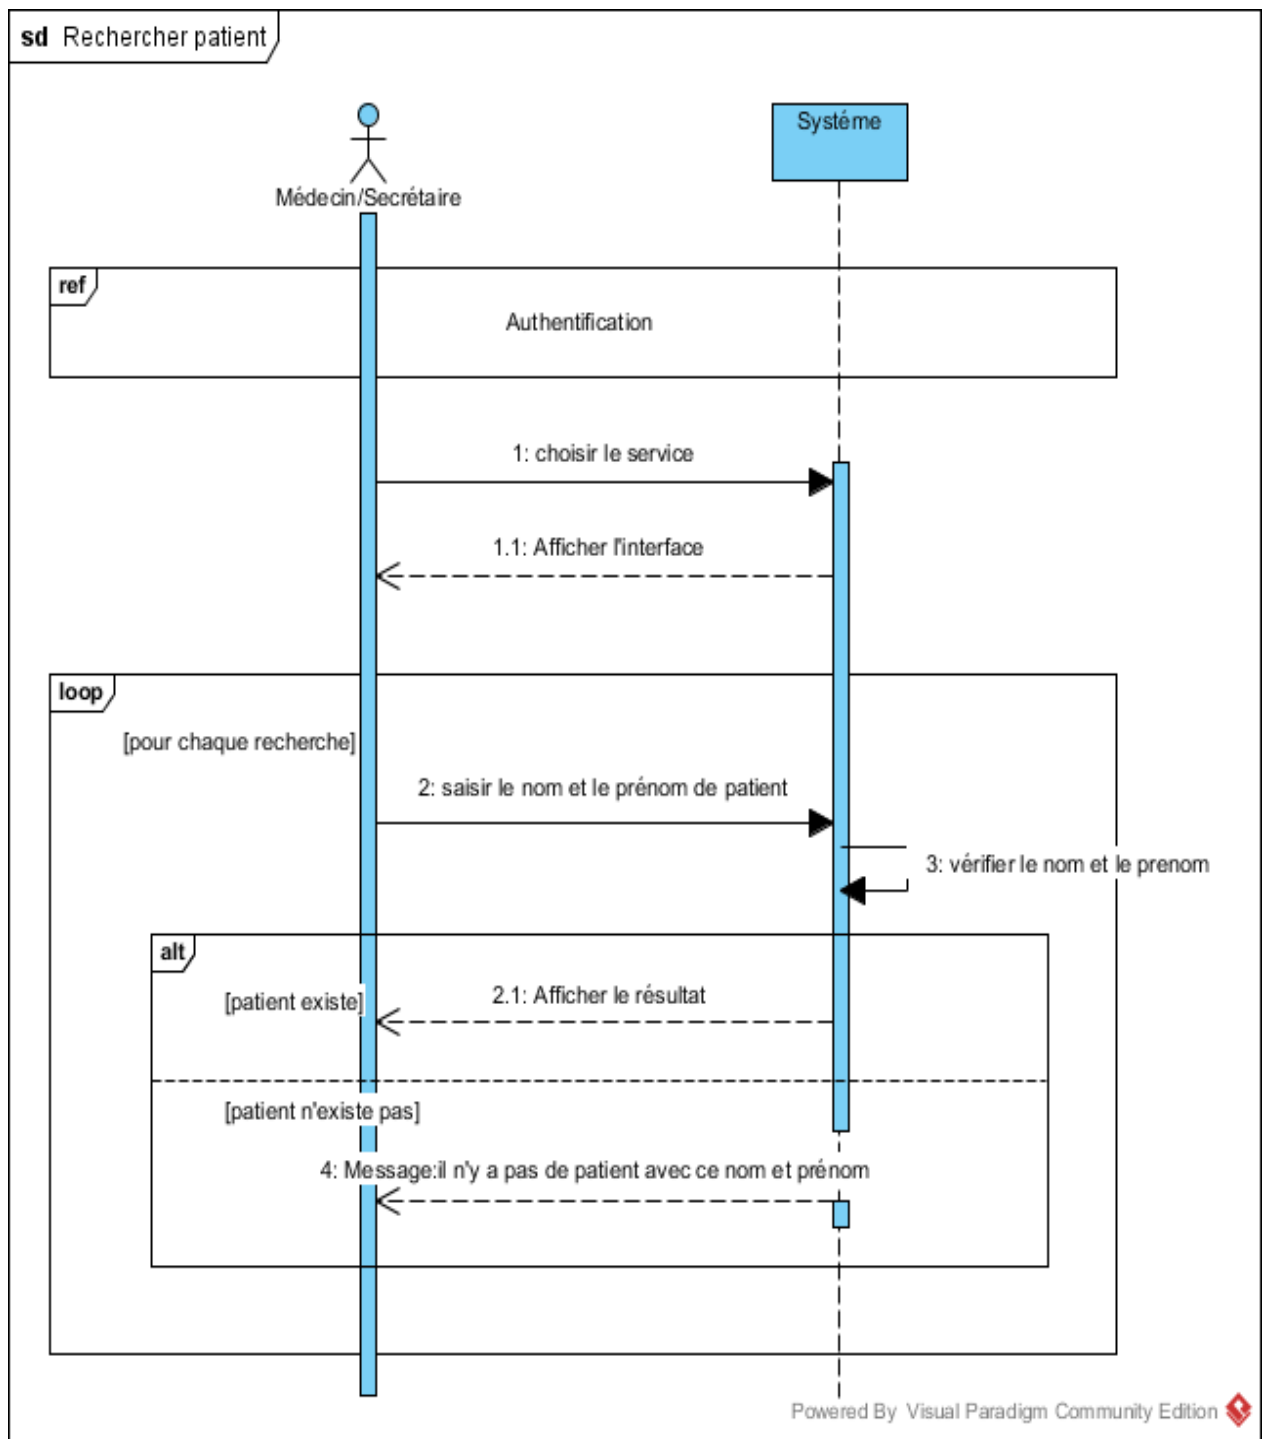 sd Rechercher patient
Systéme
Médecin/Secrétaire
ref
Authentification
1: choisir le service
1.1: Afficher l'interface
loop
[pour chaque recherche]
2: saisir le nom et le prénom de patient
3: vérifier le nom et le prenom
alt
[patient existe]
2.1: Afficher le résultat
[patient n'existe pas]
4: Message:il n'y a pas de patient avec ce nom et prénom
Powered By Visual Paradigm Community Edition